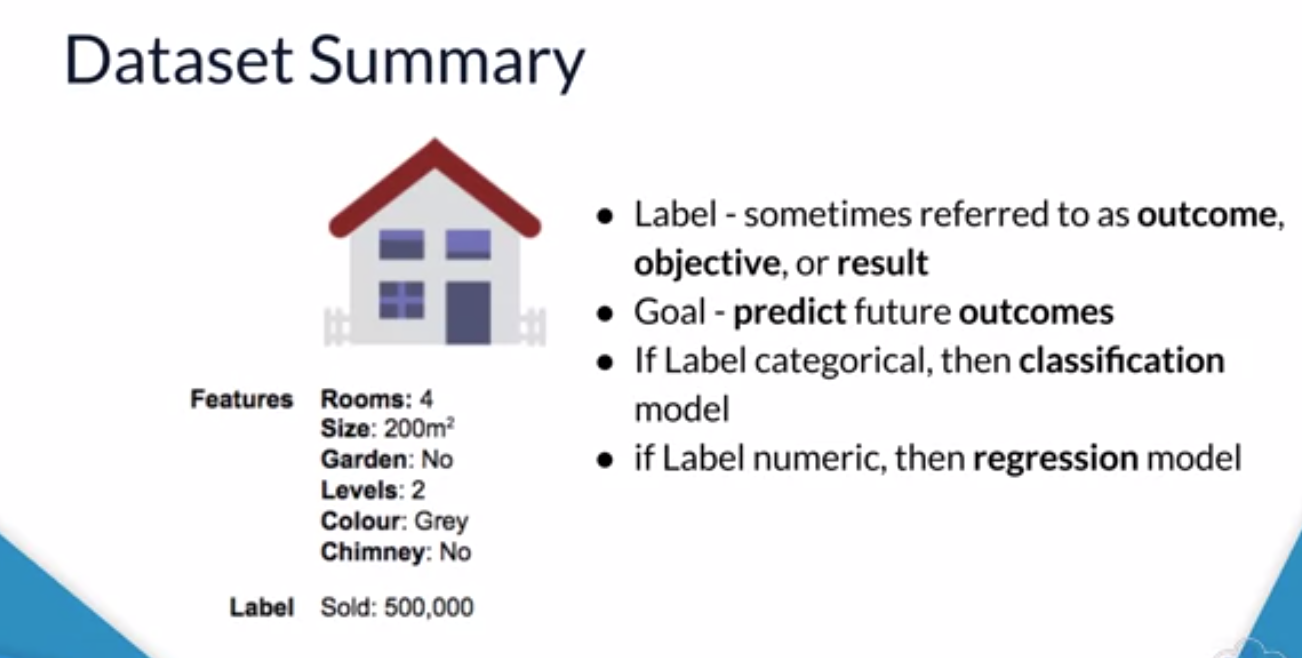 Dataset Summary
● Label - sometimes referred to as outcome,
objective, or result
● Goal - predict future outcomes
● If Label categorical, then classification
model
● if Label numeric, then regression model
Features Rooms: 4
Size: 200m²
Garden: No
Levels: 2
Colour: Grey
Chimney: No
Label Sold: 500,000